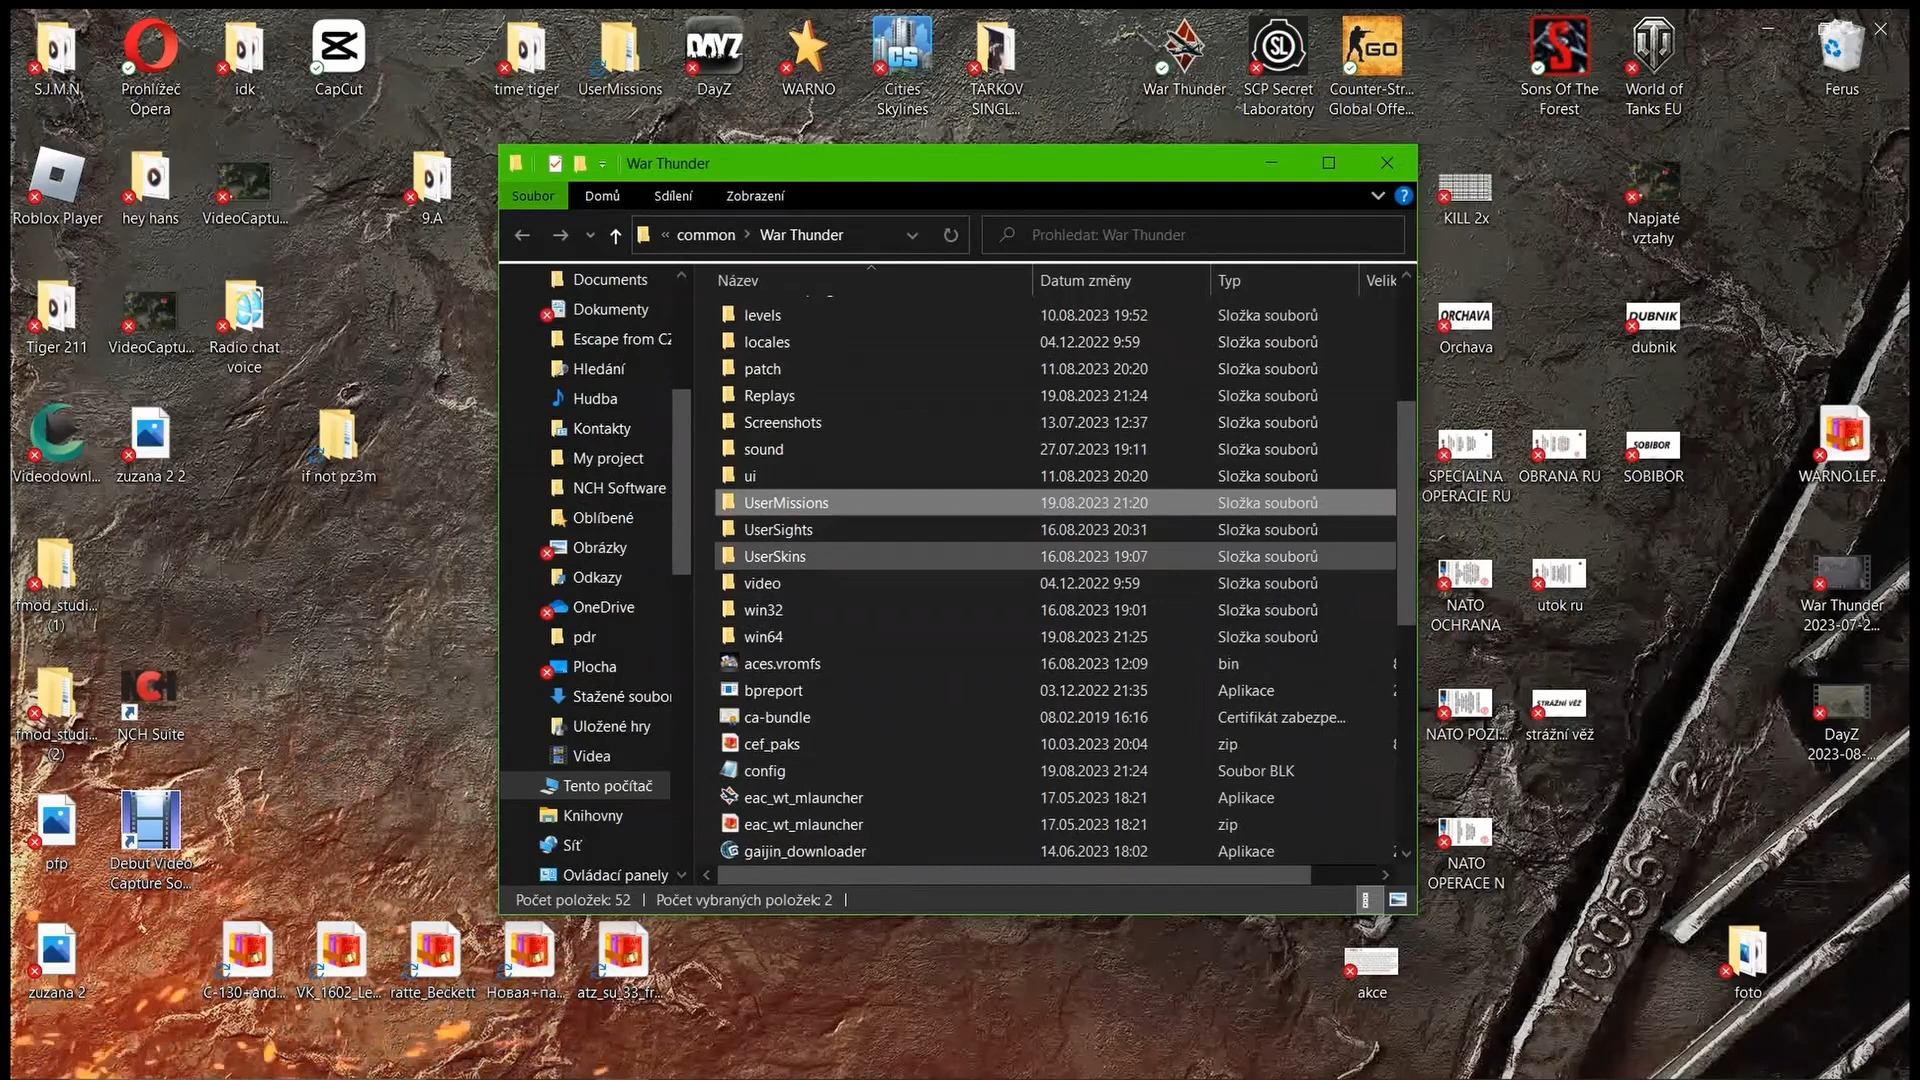 S.J.M.N
Prohlížeč
Opera
idk
CapCut
time tiger
UserMissions
DAYZ
DayZ
WARNO
CS
Cities
Skylines
TARKOV
SINGL...
War Thunder
SL
SCP Secret
Laboratory
GO
Counter-Str...
Global Offe...
Sons Of The
Forest
World of
Tanks EU
Ferus
Roblox Player
hey hans
VideoCaptu...
9.A
KILL 2x
Napjaté
vztahy
Tiger 211
VideoCaptu...
Radio chat
voice
ORCHAVA
Orchava
DUBNIK
dubnik
Videodownl...
zuzana 2 2
if not pz3m
SPECIALNA
OPERACIE RU
OBRANA RU
SOBIBOR
SOBIBOR
WARNO.LEF...
fmod_studi...
(1)
NATO
OCHRANA
utok ru
War Thunder
2023-07-2...
fmod_studi...
(2)
NCH Suite
NATO POZI...
STRÁŽNÍ VĚŽ
strážní věž
DayZ
2023-08-...
pfp
Debut Video
Capture So...
NATO
OPERACE N
zuzana 2
C-130+and...
VK_1602_Le...
ratte_Beckett
Новая+па...
atz_su_33_fr...
akce
foto
War Thunder
Soubor Domů Sdílení Zobrazení
« common > War Thunder
Prohledat: War Thunder
Documents
Dokumenty
Escape from CZ
Hledání
Hudba
Kontakty
My project
NCH Software
Oblíbené
Obrázky
Odkazy
OneDrive
pdr
Plocha
Stažené soubor
Uložené hry
Videa
Tento počítač
Knihovny
Síť
Ovládací panely
Název Datum změny Typ Velik
levels 10.08.2023 19:52 Složka souborů
locales 04.12.2022 9:59 Složka souborů
patch 11.08.2023 20:20 Složka souborů
Replays 19.08.2023 21:24 Složka souborů
Screenshots 13.07.2023 12:37 Složka souborů
sound 27.07.2023 19:11 Složka souborů
ui 11.08.2023 20:20 Složka souborů
UserMissions 19.08.2023 21:20 Složka souborů
UserSights 16.08.2023 20:31 Složka souborů
UserSkins 16.08.2023 19:07 Složka souborů
video 04.12.2022 9:59 Složka souborů
win32 16.08.2023 19:01 Složka souborů
win64 19.08.2023 21:25 Složka souborů
aces.vromfs 16.08.2023 12:09 bin
bpreport 03.12.2022 21:35 Aplikace
ca-bundle 08.02.2019 16:16 Certifikát zabezpe...
cef_paks 10.03.2023 20:04 zip
config 19.08.2023 21:24 Soubor BLK
eac_wt_mlauncher 17.05.2023 18:21 Aplikace
eac_wt_mlauncher 17.05.2023 18:21 zip
gaijin_downloader 14.06.2023 18:02 Aplikace
Počet položek: 52 Počet vybraných položek: 2